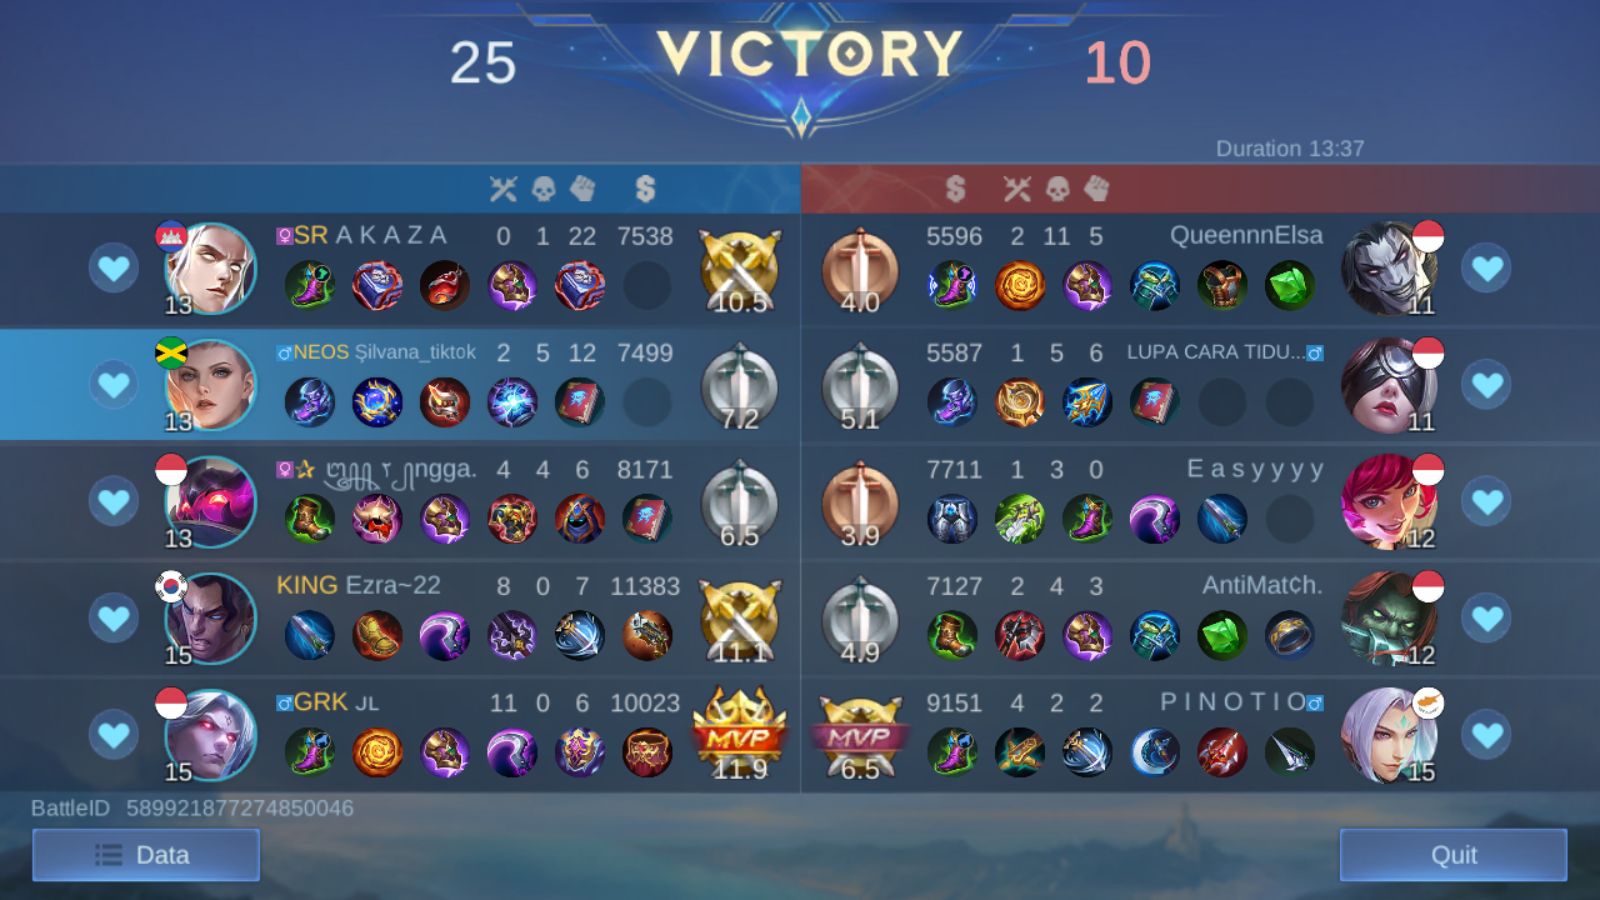 25 VICTORY 10
Duration 13:37
SR A K A Z A 0 1 22 7538
13
10.5
4.0
5596 2 11 5 QueennnElsa
11
NEOS Şilvana_tiktok 2 5 12 7499
13
7.2
5.1
5587 1 5 6 LUPA CARA TIDU...
11
4 4 6 8171
13
6.5
3.9
7711 1 3 0 E a s y y y y
12
KING Ezra~22 8 0 7 11383
15
11.1
4.9
7127 2 4 3 AntiMat¢h.
12
GRK JL 11 0 6 10023
15
MVP
11.9
MVP
6.5
9151 4 2 2 P I N O T I O
15
BattleID 589921877274850046
Data
Quit